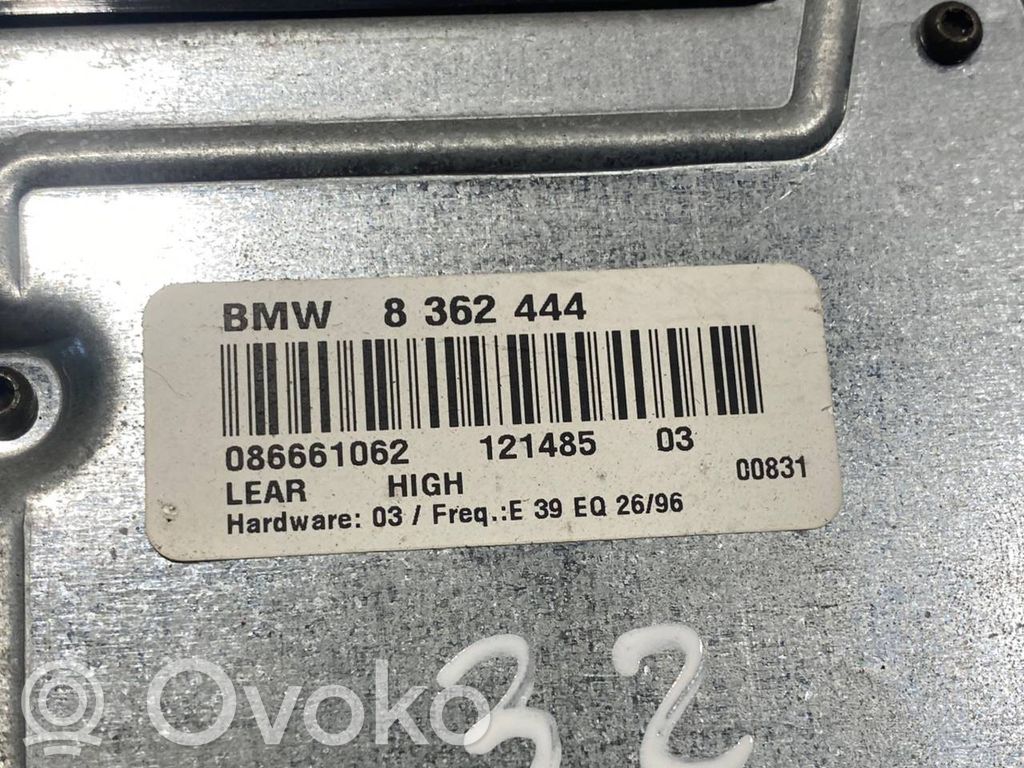 BMW 8 362 444
086661062 121485 03
LEAR HIGH 00831
Hardware: 03 / Freq.:E 39 EQ 26/96
32
Ovoko